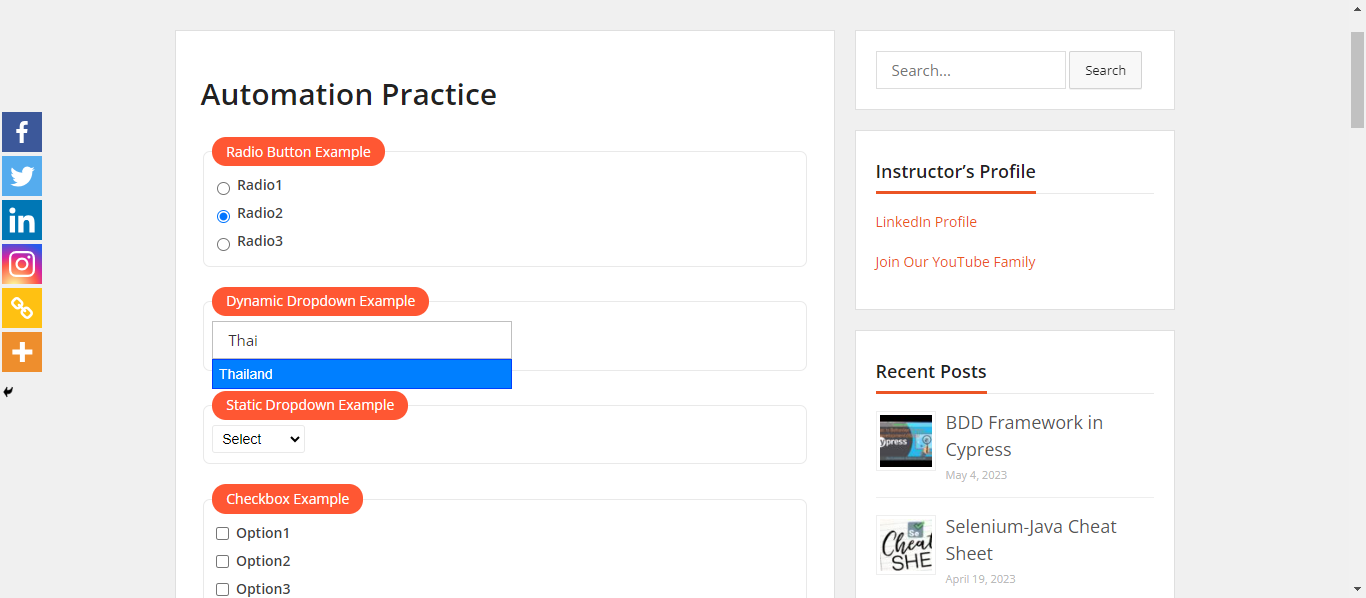 Automation Practice
Radio Button Example
Radio1
Radio2
Radio3
Dynamic Dropdown Example
Thai
Thailand
Static Dropdown Example
Select
Checkbox Example
Option1
Option2
Option3
Search...
Search
Instructor’s Profile
LinkedIn Profile
Join Our YouTube Family
Recent Posts
BDD Framework in
Cypress
May 4, 2023
Selenium-Java Cheat
Sheet
April 19, 2023